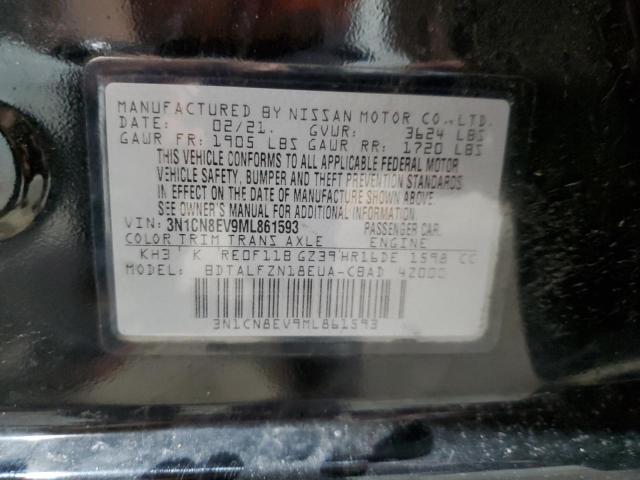 MANUFACTURED BY NISSAN MOTOR CO.,LTD.
DATE: 02/21. GVWR: 3624 LBS
GAWR FR: 1905 LBS GAWR RR: 1720 LBS
THIS VEHICLE CONFORMS TO ALL APPLICABLE FEDERAL MOTOR
VEHICLE SAFETY, BUMPER AND THEFT PREVENTION STANDARDS
IN EFFECT ON THE DATE OF MANUFACTURE SHOWN ABOVE.
SEE OWNER'S MANUAL FOR ADDITIONAL INFORMATION.
VIN: 3N1CN8EV9ML861593 PASSENGER CAR.
COLOR TRIM TRANS AXLE ENGINE
KH3 K RE0F11B GZ39 HR16DE 1598 CC
MODEL: BDTALFZN18EUA-CBAD 42000
3N1CN8EV9ML861593